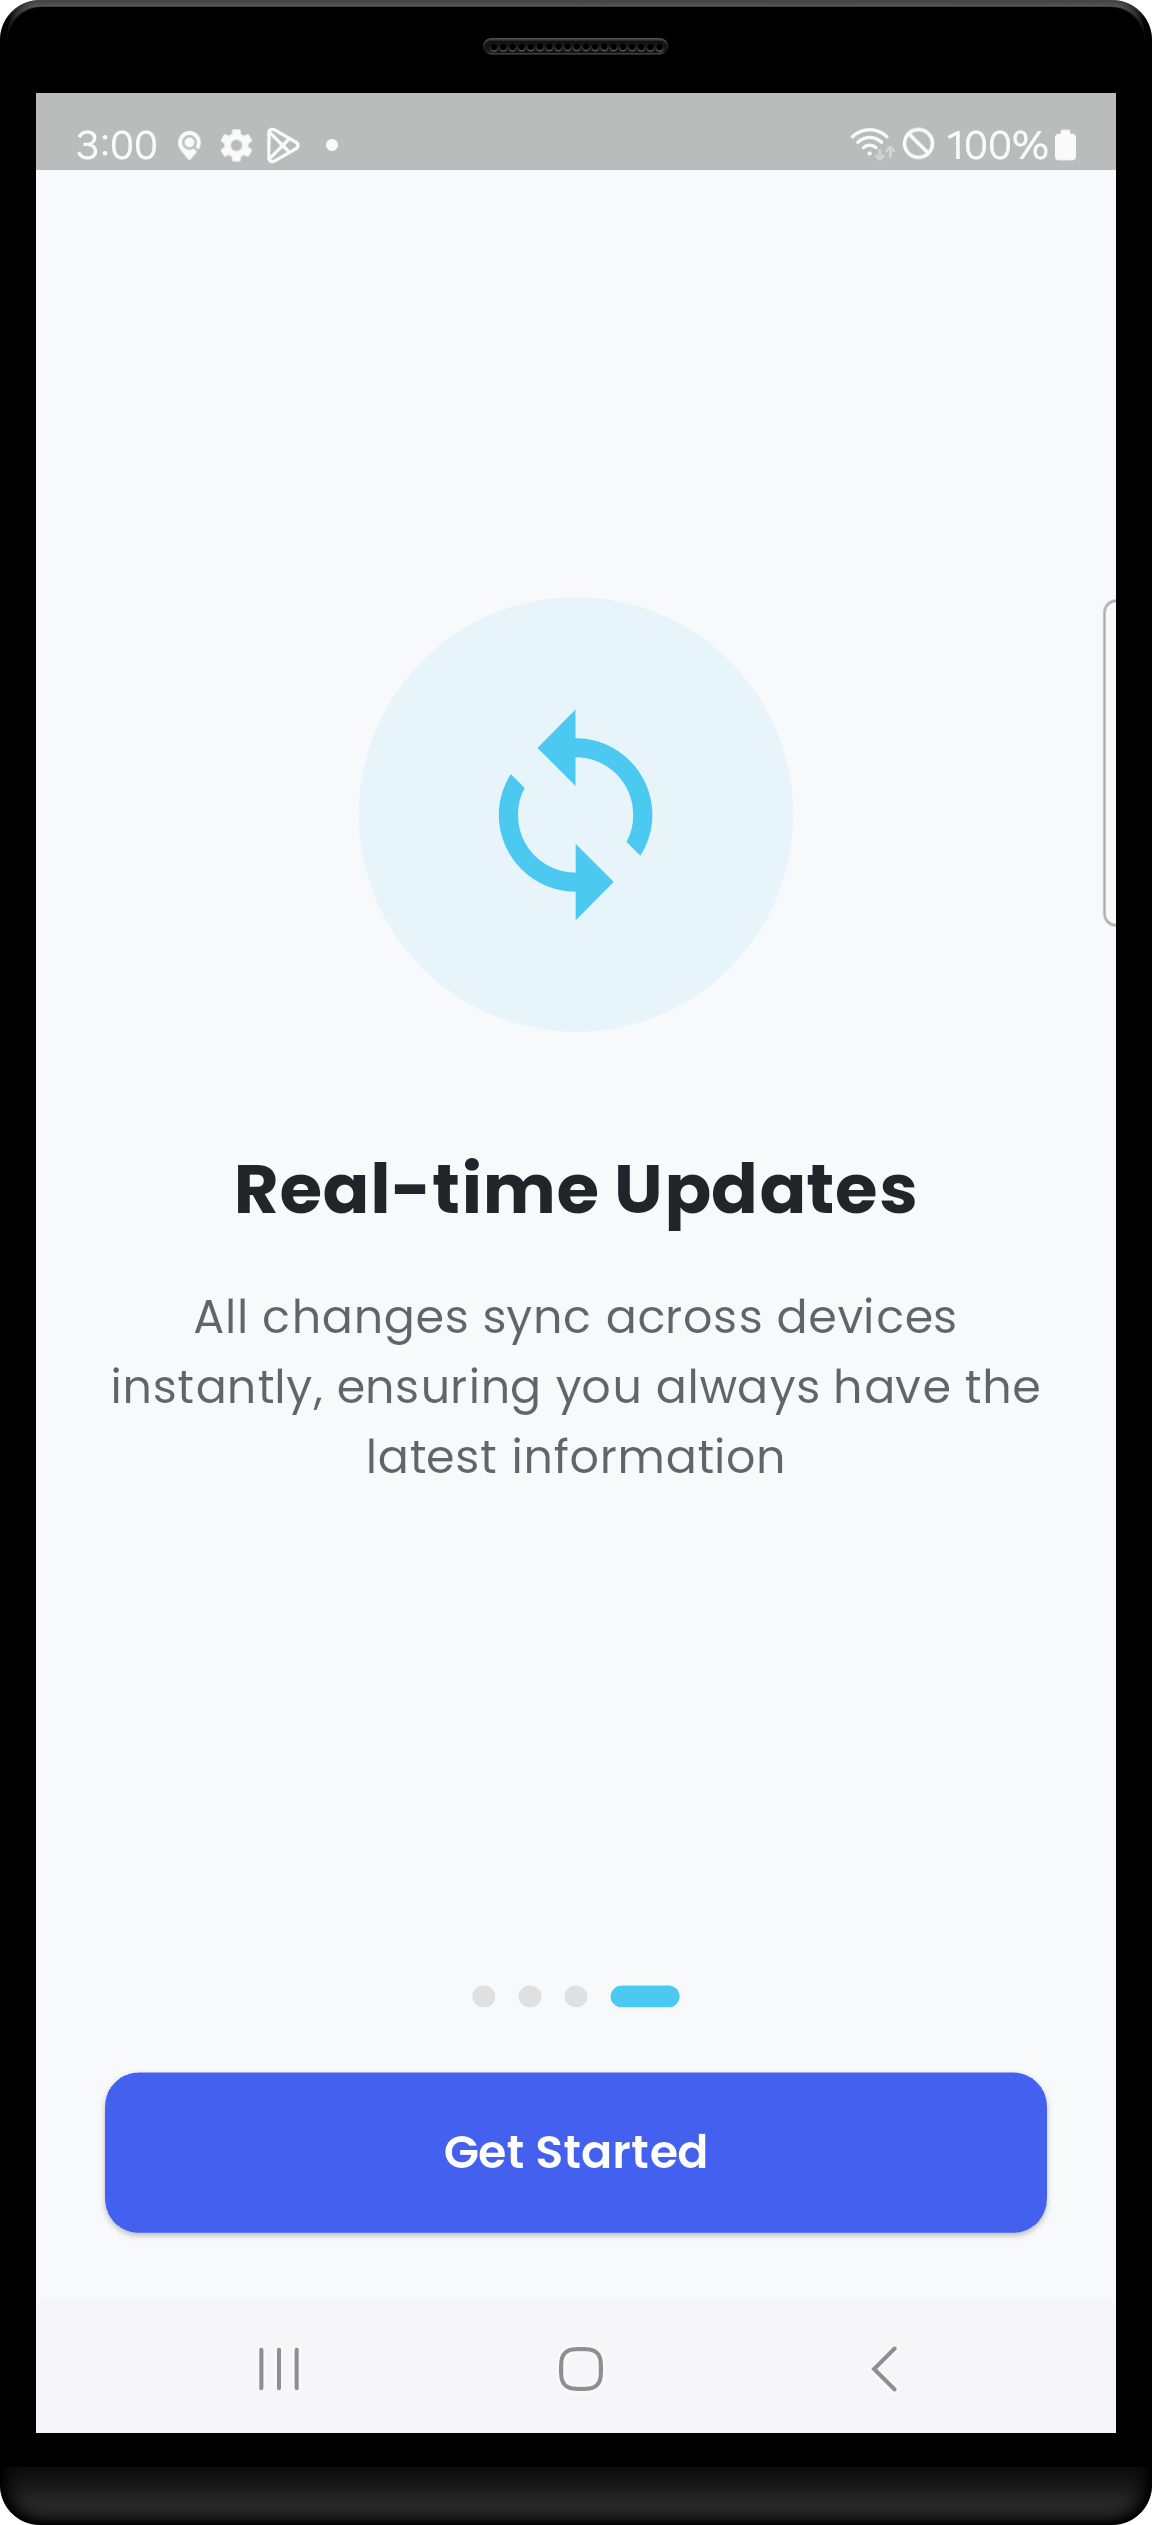 3:00 100%
Real-time Updates
All changes sync across devices
instantly, ensuring you always have the
latest information
Get Started